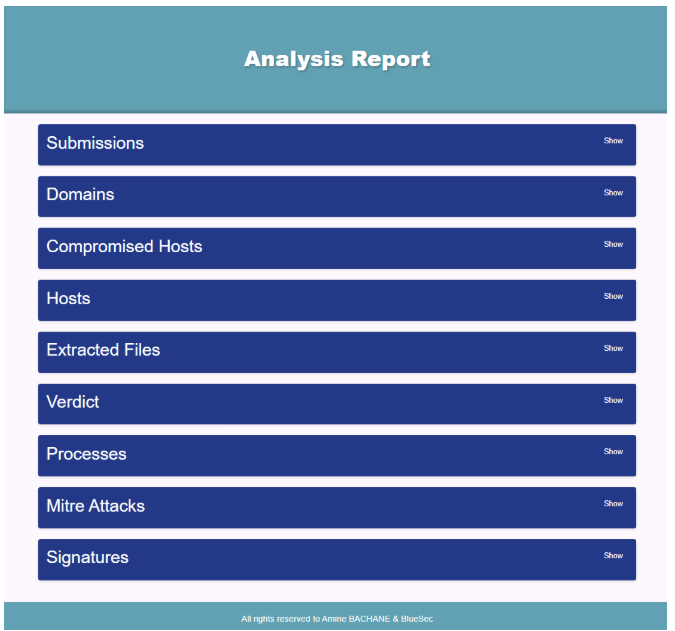 Analysis Report
Submissions Show
Domains Show
Compromised Hosts Show
Hosts Show
Extracted Files Show
Verdict Show
Processes Show
Mitre Attacks Show
Signatures Show
All rights reserved to Amine BACHANE & BlueSec